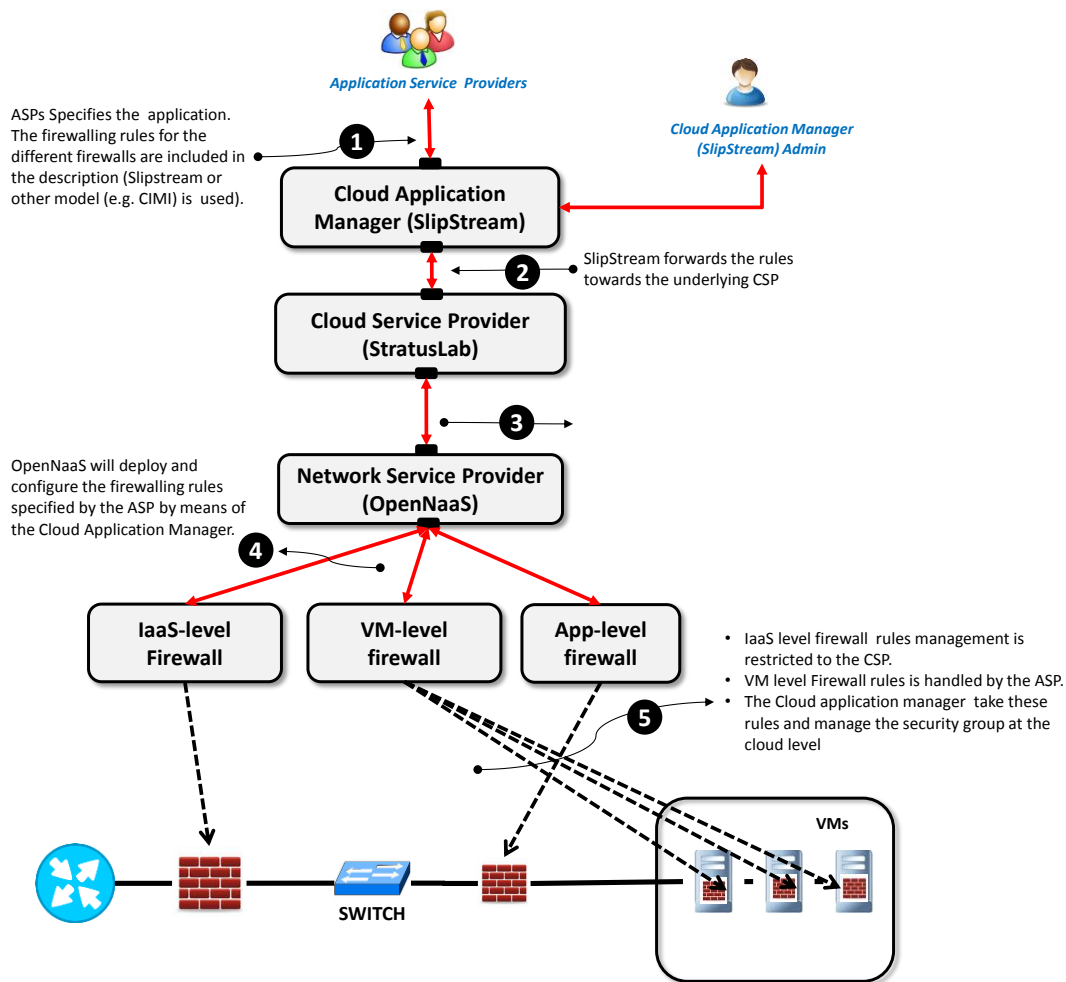 Application Service Providers
ASPs Specifies the application.
The firewalling rules for the
different firewalls are included in
the description (Slipstream or
other model (e.g. CIMI) is used).
1
Cloud Application Manager
(SlipStream) Admin
Cloud Application
Manager (SlipStream)
2
SlipStream forwards the rules
towards the underlying CSP
Cloud Service Provider
(StratusLab)
3
OpenNaaS will deploy and
configure the firewalling rules
specified by the ASP by means of
the Cloud Application Manager.
Network Service Provider
(OpenNaaS)
4
IaaS-level
Firewall
VM-level
firewall
App-level
firewall
5
• IaaS level firewall rules management is
restricted to the CSP.
• VM level Firewall rules is handled by the ASP.
• The Cloud application manager take these
rules and manage the security group at the
cloud level
VMs
SWITCH